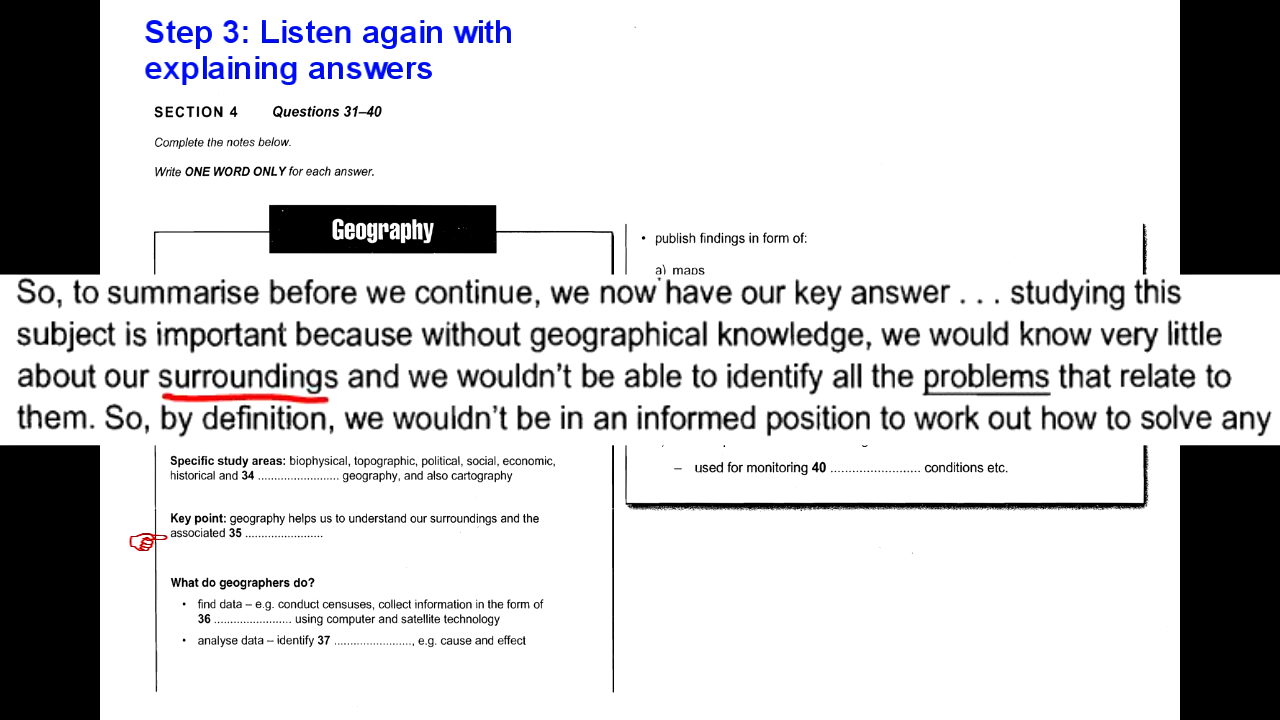 Step 3: Listen again with
explaining answers
SECTION 4 Questions 31–40
Complete the notes below.
Write ONE WORD ONLY for each answer.
Geography
• publish findings in form of:
a) maps
So, to summarise before we continue, we now have our key answer . . . studying this
subject is important because without geographical knowledge, we would know very little
about our surroundings and we wouldn't be able to identify all the problems that relate to
them. So, by definition, we wouldn't be in an informed position to work out how to solve any
Specific study areas: biophysical, topographic, political, social, economic,
historical and 34 ........................ geography, and also cartography
Key point: geography helps us to understand our surroundings and the
associated 35 ........................
What do geographers do?
• find data – e.g. conduct censuses, collect information in the form of
36 ........................ using computer and satellite technology
• analyse data – identify 37 ........................, e.g. cause and effect
– used for monitoring 40 ........................ conditions etc.